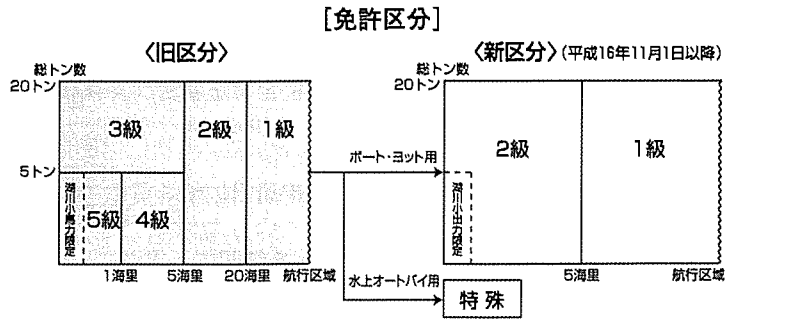 [免許区分]
〈旧区分〉
総トン数
20トン
3級
2級
1級
5トン
湖川小馬力限定
5級
4級
1海里
5海里
20海里
航行区域
ボート・ヨット用
水上オートバイ用
〈新区分〉(平成16年11月1日以降)
総トン数
20トン
2級
1級
湖川小出力限定
5海里
航行区域
特殊